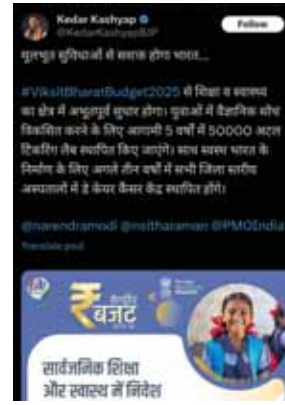 Kedar Kashyap
@KedarKashyapBJP
Follow
मूलभूत सुविधाओं से सशक्त होगा भारत...
#ViksitBharatBudget2025 से शिक्षा व स्वास्थ्य
का क्षेत्र में अभूतपूर्व सुधार होगा। युवाओं में वैज्ञानिक सोच
विकसित करने के लिए आगामी 5 वर्षों में 50000 अटल
टिंकरिंग लैब स्थापित किए जाएंगे। साथ स्वस्थ भारत के
निर्माण के लिए अगले तीन वर्षों में सभी जिला स्तरीय
अस्पतालों में डे केयर कैंसर केंद्र स्थापित होंगे।
@narendramodi @nsitharaman @PMOIndia
Translate post
केंद्रीय
बजट
सार्वजनिक शिक्षा
और स्वास्थ्य में निवेश